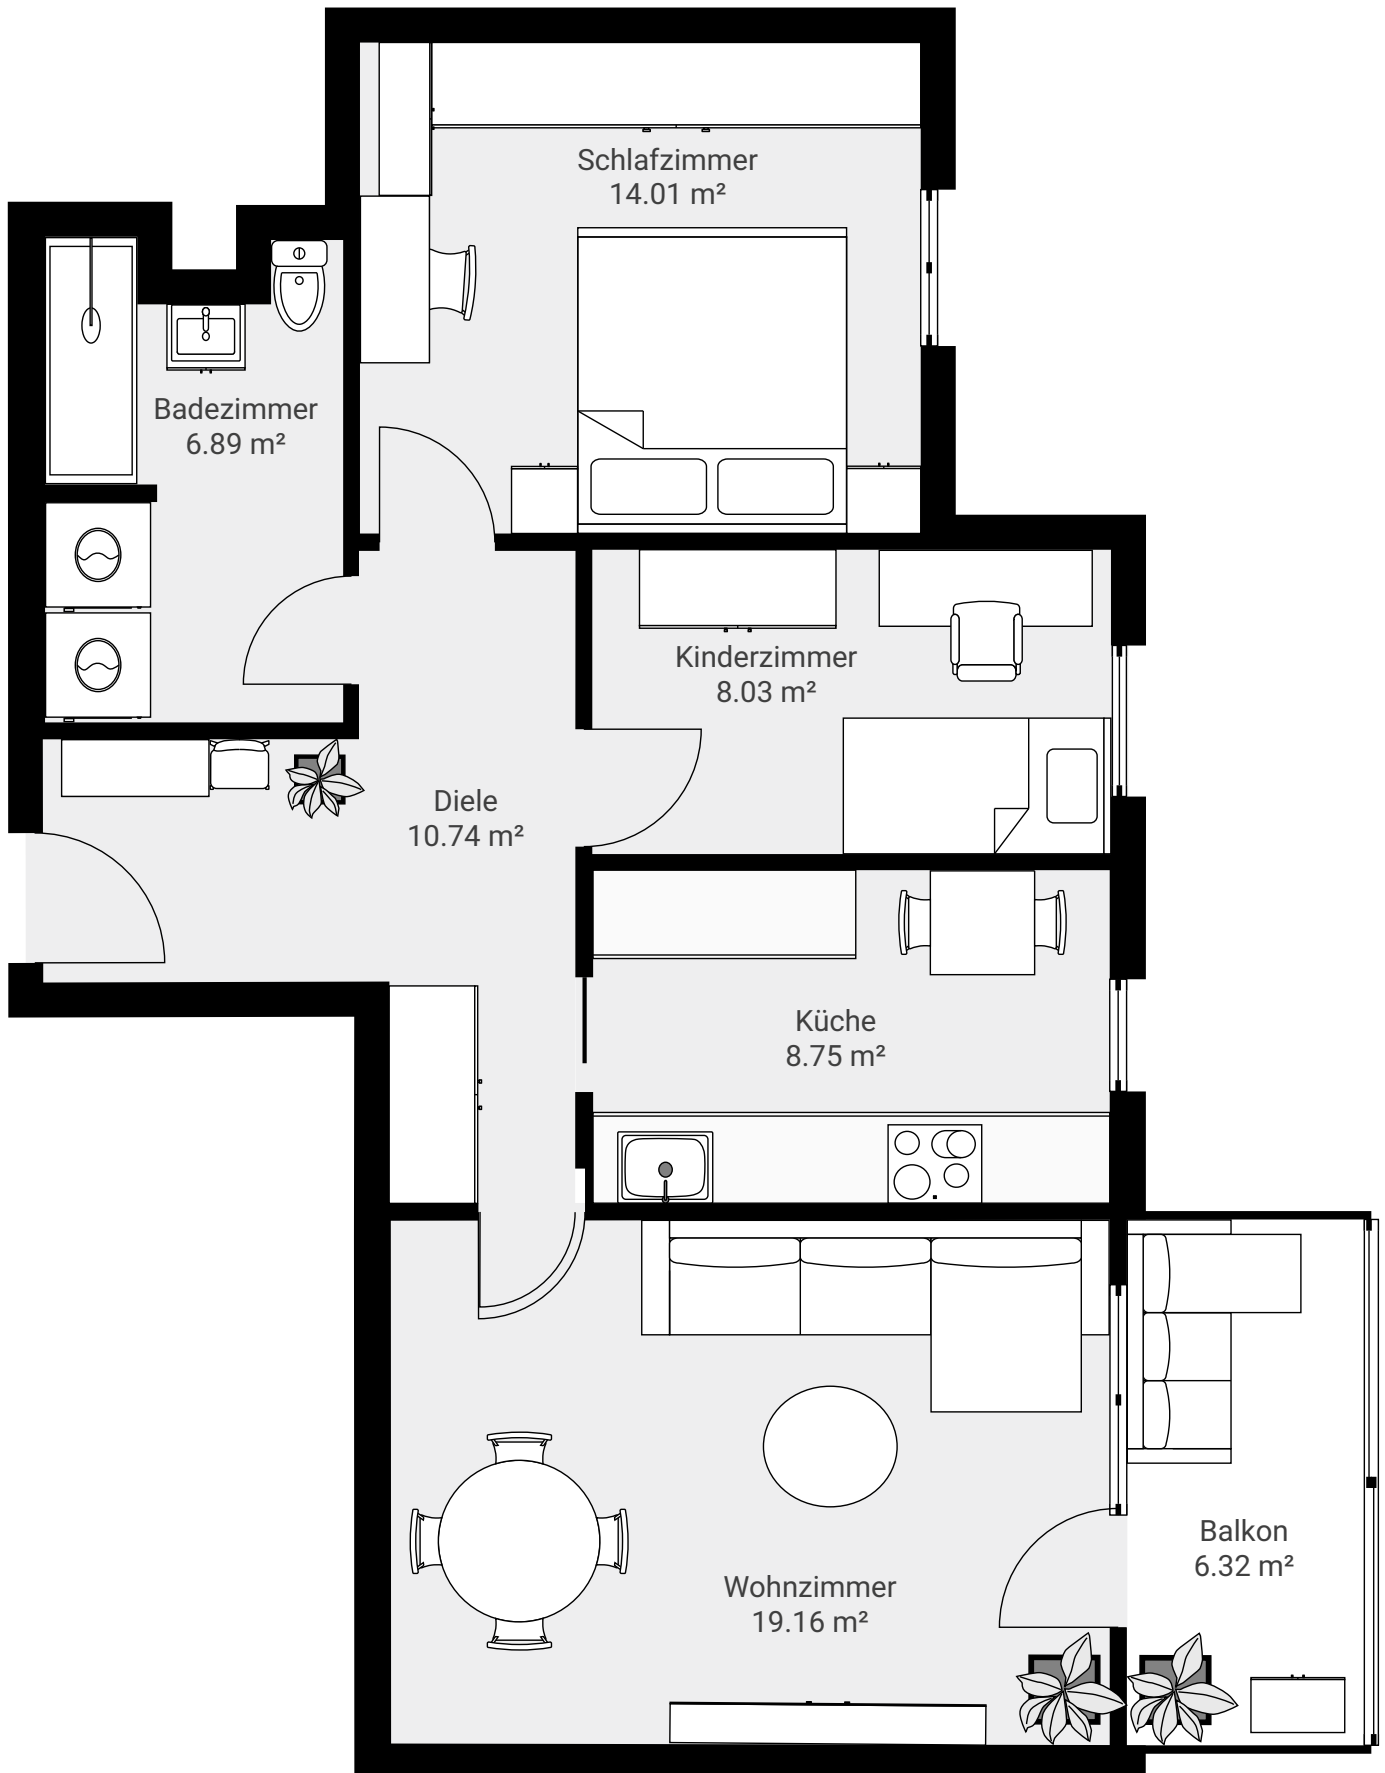 Schlafzimmer
14.01 m²
Badezimmer
6.89 m²
Kinderzimmer
8.03 m²
Diele
10.74 m²
Küche
8.75 m²
Balkon
6.32 m²
Wohnzimmer
19.16 m²